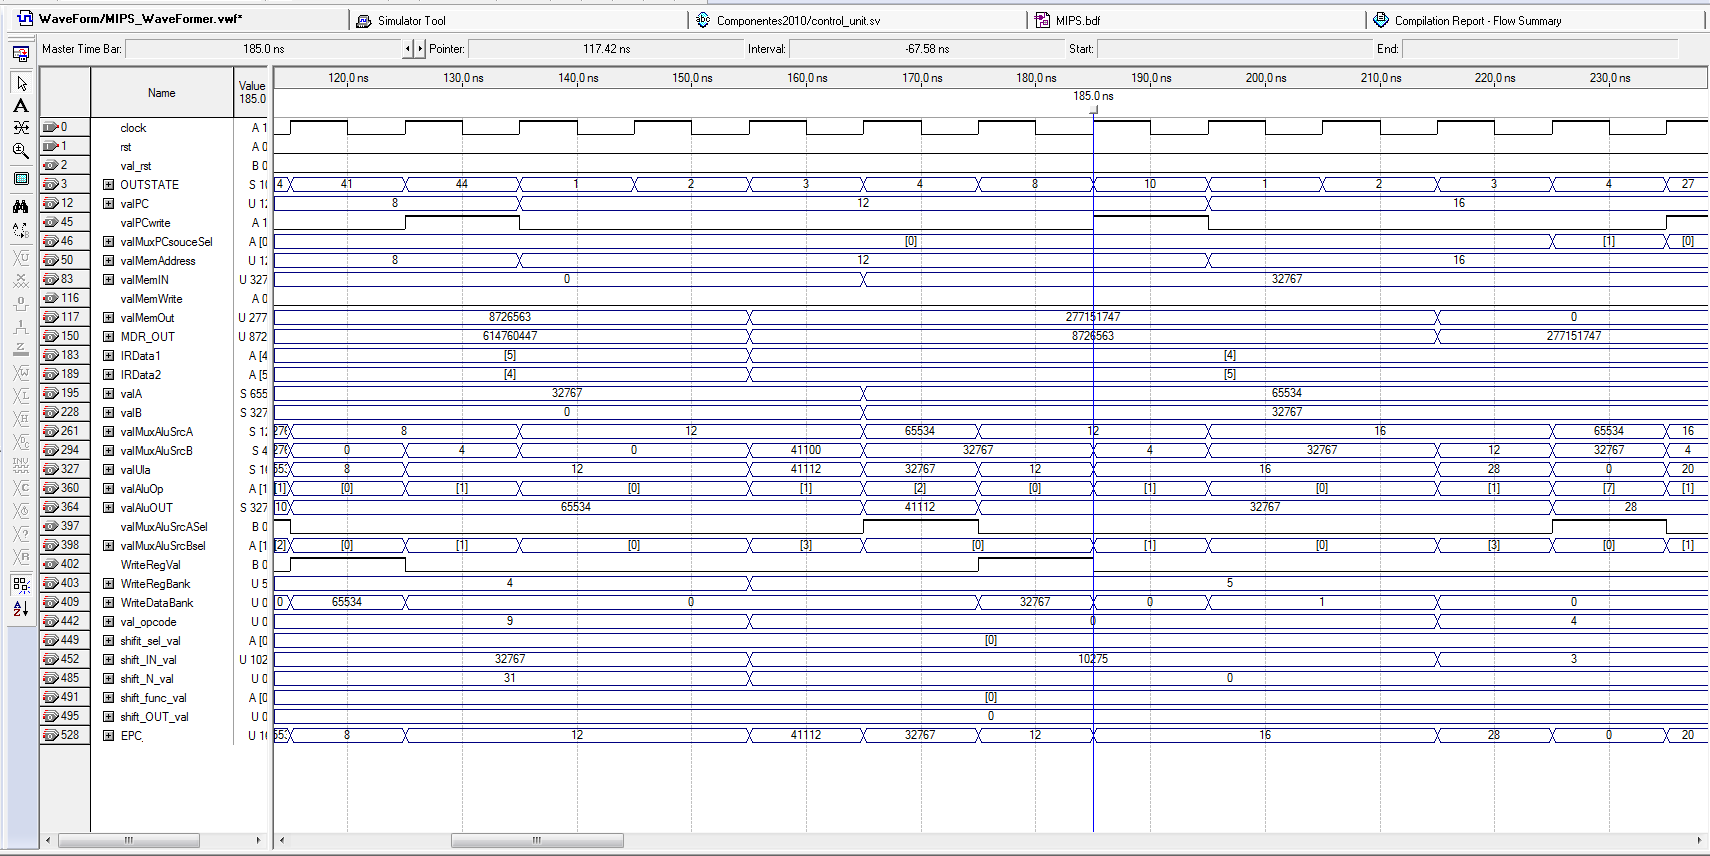 WaveForm/MIPS_WaveFormer.vwf* Simulator Tool Componentes2010/control_unit.sv MIPS.bdf Compilation Report - Flow Summary
Master Time Bar: 185.0 ns Pointer: 117.42 ns Interval: -67.58 ns Start: End:
Name Value 185.0 120.0 ns 130.0 ns 140.0 ns 150.0 ns 160.0 ns 170.0 ns 180.0 ns 190.0 ns 200.0 ns 210.0 ns 220.0 ns 230.0 ns
185.0 ns
0 clock A 1
1 rst A 0
2 val_rst B 0
3 OUTSTATE S 10 4 41 44 1 2 3 4 8 10 1 2 3 4 27
12 valPC U 12 8 12 16
45 valPCwrite A 1
46 valMuxPCsouceSel A [0 [0] [1] [0]
50 valMemAddress U 12 8 12 16
83 valMemIN U 327 0 32767
116 valMemWrite A 0
117 valMemOut U 277 8726563 277151747 0
150 MDR_OUT U 872 614760447 8726563 277151747
183 IRData1 A [4 [5] [4]
189 IRData2 A [5 [4] [5]
195 valA S 655 32767 65534
228 valB S 327 0 32767
261 valMuxAluSrcA S 12 276 8 12 65534 12 16 65534 16
294 valMuxAluSrcB S 4 276 0 4 0 41100 32767 4 32767 12 32767 4
327 valUla S 16 553 8 12 41112 32767 12 16 28 0 20
360 valAluOp A [1 [1] [0] [1] [0] [1] [2] [0] [1] [0] [1] [7] [1]
364 valAluOUT S 327 10 65534 41112 32767 28
397 valMuxAluSrcASel B 0
398 valMuxAluSrcBsel A [1 [2] [0] [1] [0] [3] [0] [1] [0] [3] [0] [1]
402 WriteRegVal B 0
403 WriteRegBank U 5 4 5
409 WriteDataBank U 0 0 65534 0 32767 0 1 0
442 val_opcode U 0 9 0 4
449 shifit_sel_val A [0 [0]
452 shift_IN_val U 102 32767 10275 3
485 shift_N_val U 0 31 0
491 shift_func_val A [0 [0]
495 shift_OUT_val U 0 0
528 EPC U 16 553 8 12 41112 32767 12 16 28 0 20